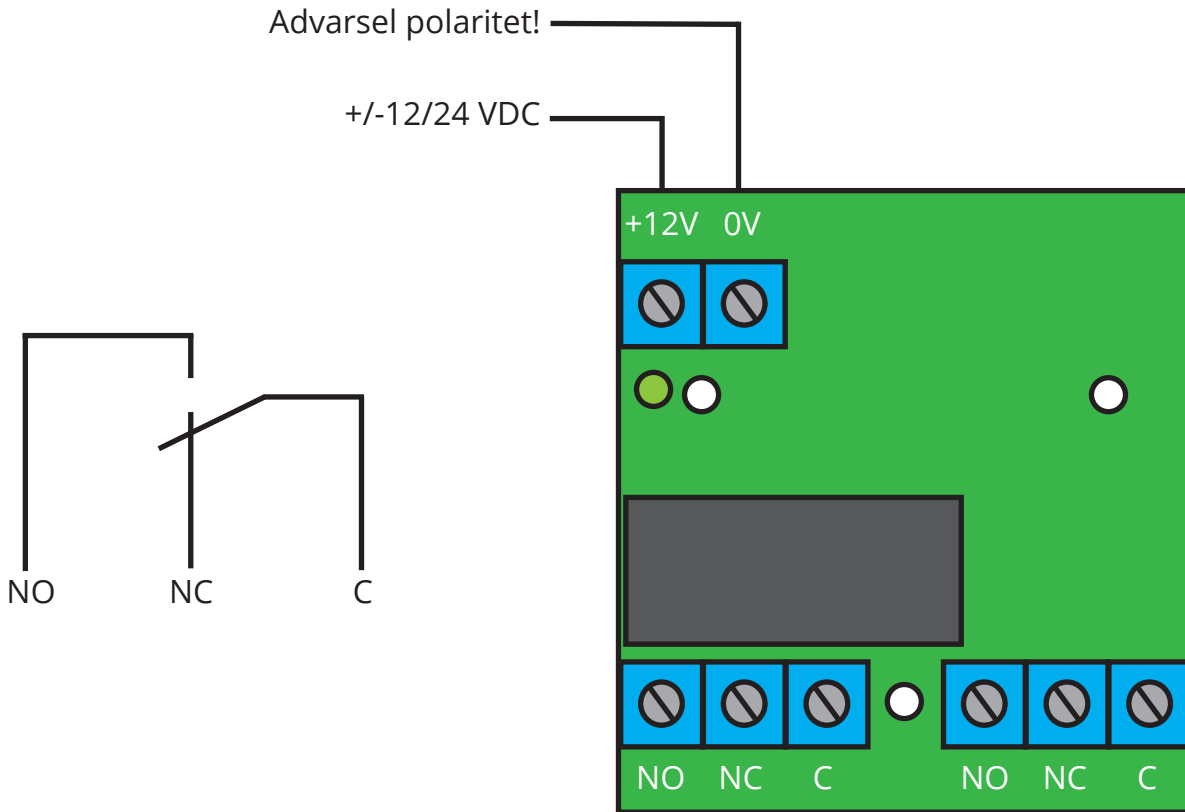 Advarsel polaritet!
+/-12/24 VDC
+12V 0V
NO NC C
NO NC C NO NC C